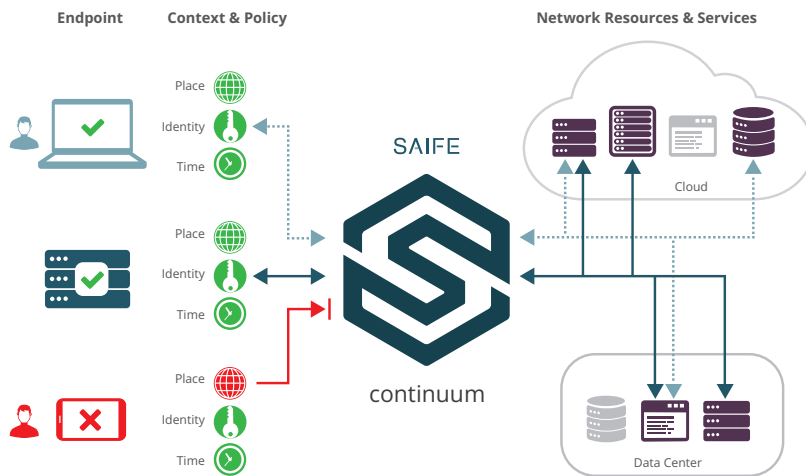 Endpoint
Context & Policy
Network Resources & Services
Place
Identity
Time
SAIFE
continuum
Place
Identity
Time
Place
Identity
Time
Cloud
Data Center